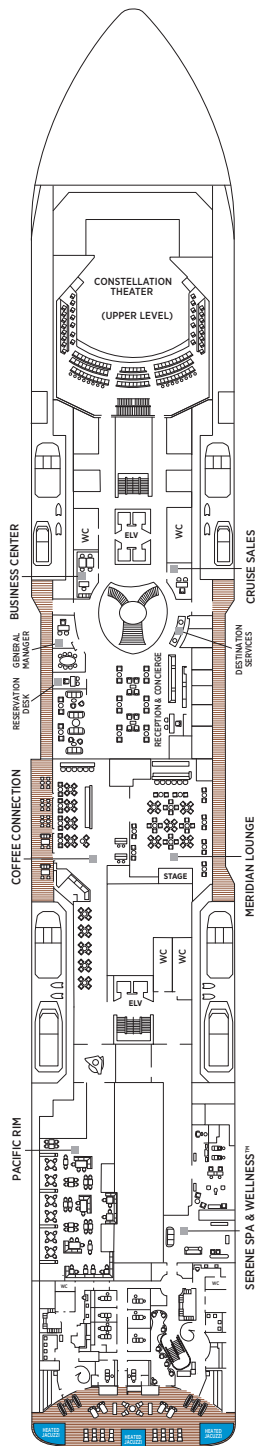 CONSTELLATION
THEATER
(UPPER LEVEL)
WC
ELV
WC
BUSINESS CENTER
CRUISE SALES
GENERAL
MANAGER
RESERVATION
DESK
RECEPTION & CONCIERGE
DESTINATION
SERVICES
COFFEE CONNECTION
MERIDIAN LOUNGE
STAGE
WC
WC
ELV
PACIFIC RIM
SERENE SPA & WELLNESS™
WC
WC
HEATED
JACUZZI
HEATED
JACUZZI
HEATED
JACUZZI